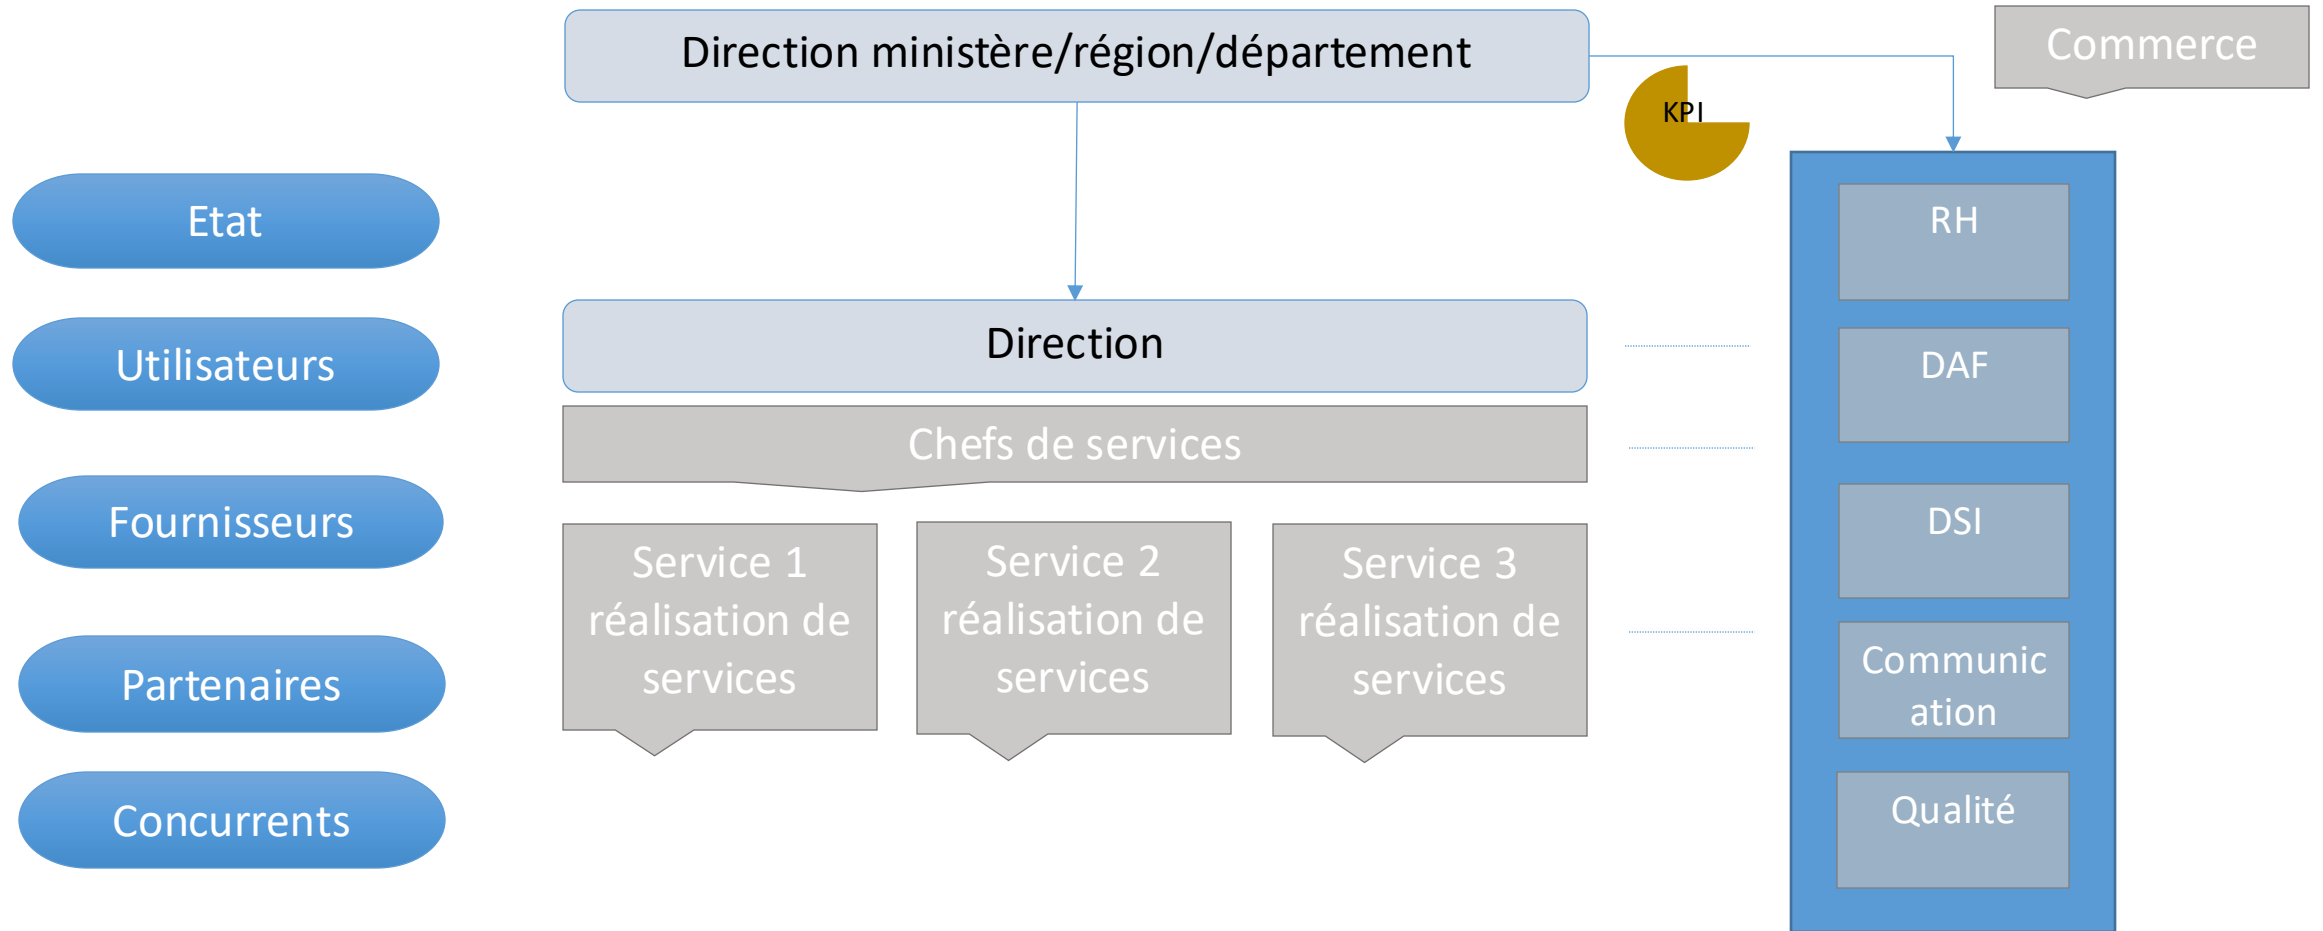 Direction ministère/région/département
Commerce
KPI
Etat
Utilisateurs
Fournisseurs
Partenaires
Concurrents
Direction
Chefs de services
Service 1
réalisation de
services
Service 2
réalisation de
services
Service 3
réalisation de
services
RH
DAF
DSI
Communic
ation
Qualité